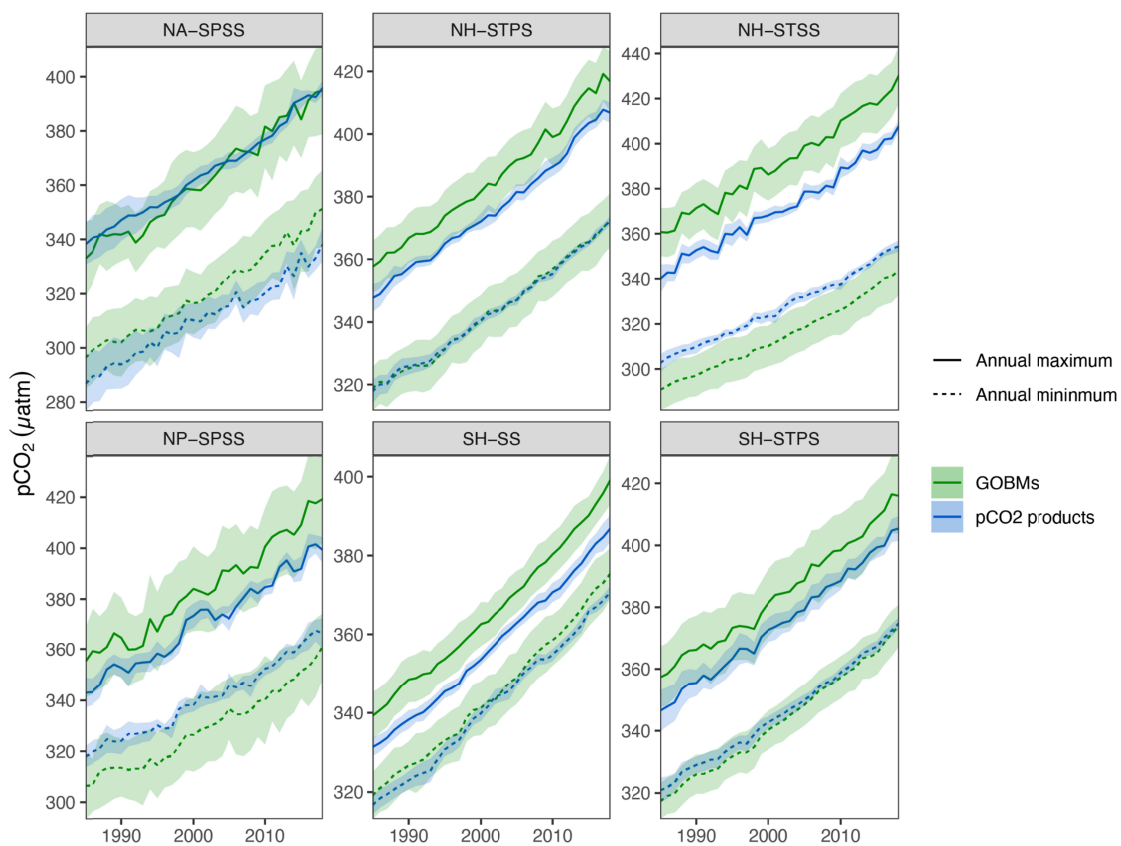 NA−SPSS
NH−STPS
NH−STSS
400
380
360
340
320
300
280
420
400
380
360
340
320
440
420
400
380
360
340
320
300
pCO2 (μatm)
NP−SPSS
SH−SS
SH−STPS
420
400
380
360
340
320
300
400
380
360
340
320
420
400
380
360
340
320
1990 2000 2010
1990 2000 2010
1990 2000 2010
Annual maximum
Annual mininmum
GOBMs
pCO2 products